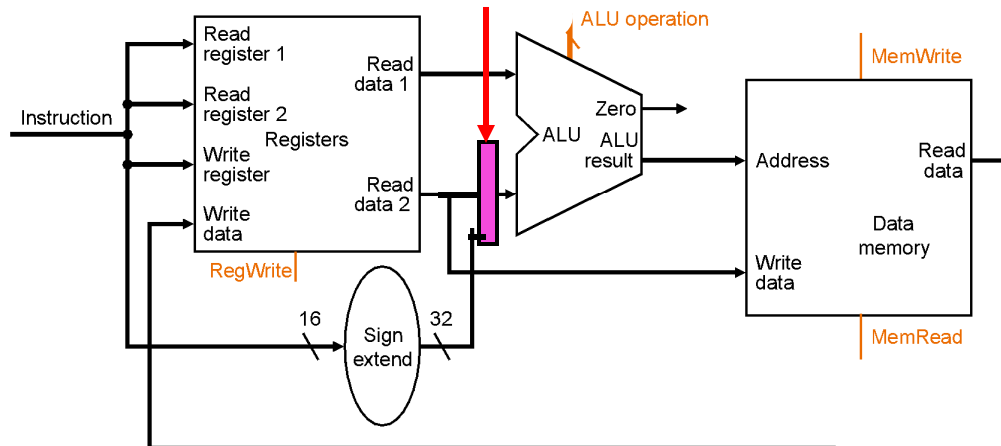 Instruction
Read
register 1
Read
register 2
Registers
Write
register
Write
data
Read
data 1
Read
data 2
RegWrite
16
Sign
extend
32
ALU operation
Zero
ALU
ALU
result
MemWrite
Address
Read
data
Data
memory
Write
data
MemRead